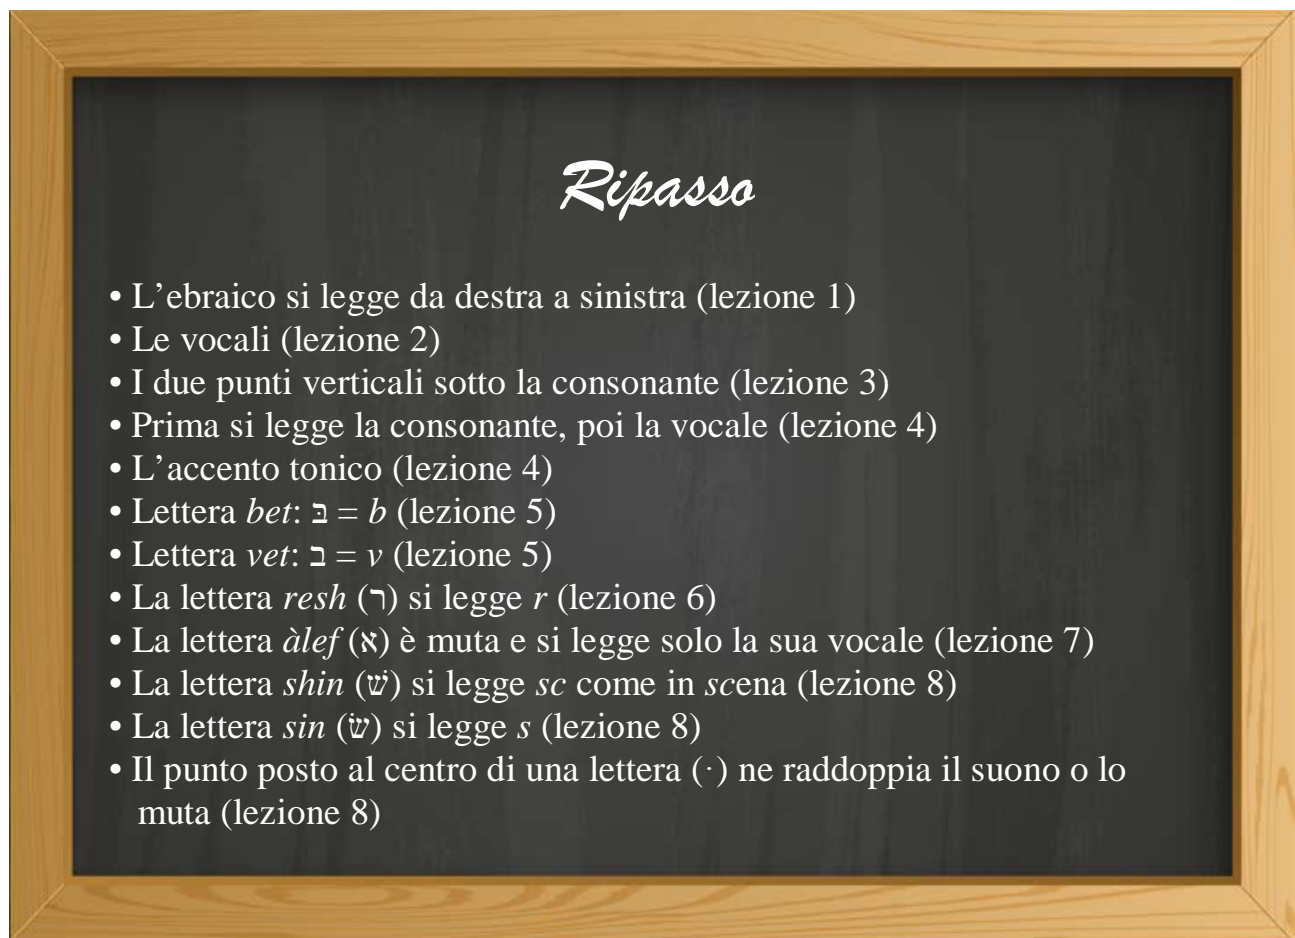 Ripasso
• L’ebraico si legge da destra a sinistra (lezione 1)
• Le vocali (lezione 2)
• I due punti verticali sotto la consonante (lezione 3)
• Prima si legge la consonante, poi la vocale (lezione 4)
• L’accento tonico (lezione 4)
• Lettera bet: בּ = b (lezione 5)
• Lettera vet: ב = v (lezione 5)
• La lettera resh (ר) si legge r (lezione 6)
• La lettera àlef (א) è muta e si legge solo la sua vocale (lezione 7)
• La lettera shin (שׁ) si legge sc come in scena (lezione 8)
• La lettera sin (שׂ) si legge s (lezione 8)
• Il punto posto al centro di una lettera (·) ne raddoppia il suono o lo
muta (lezione 8)